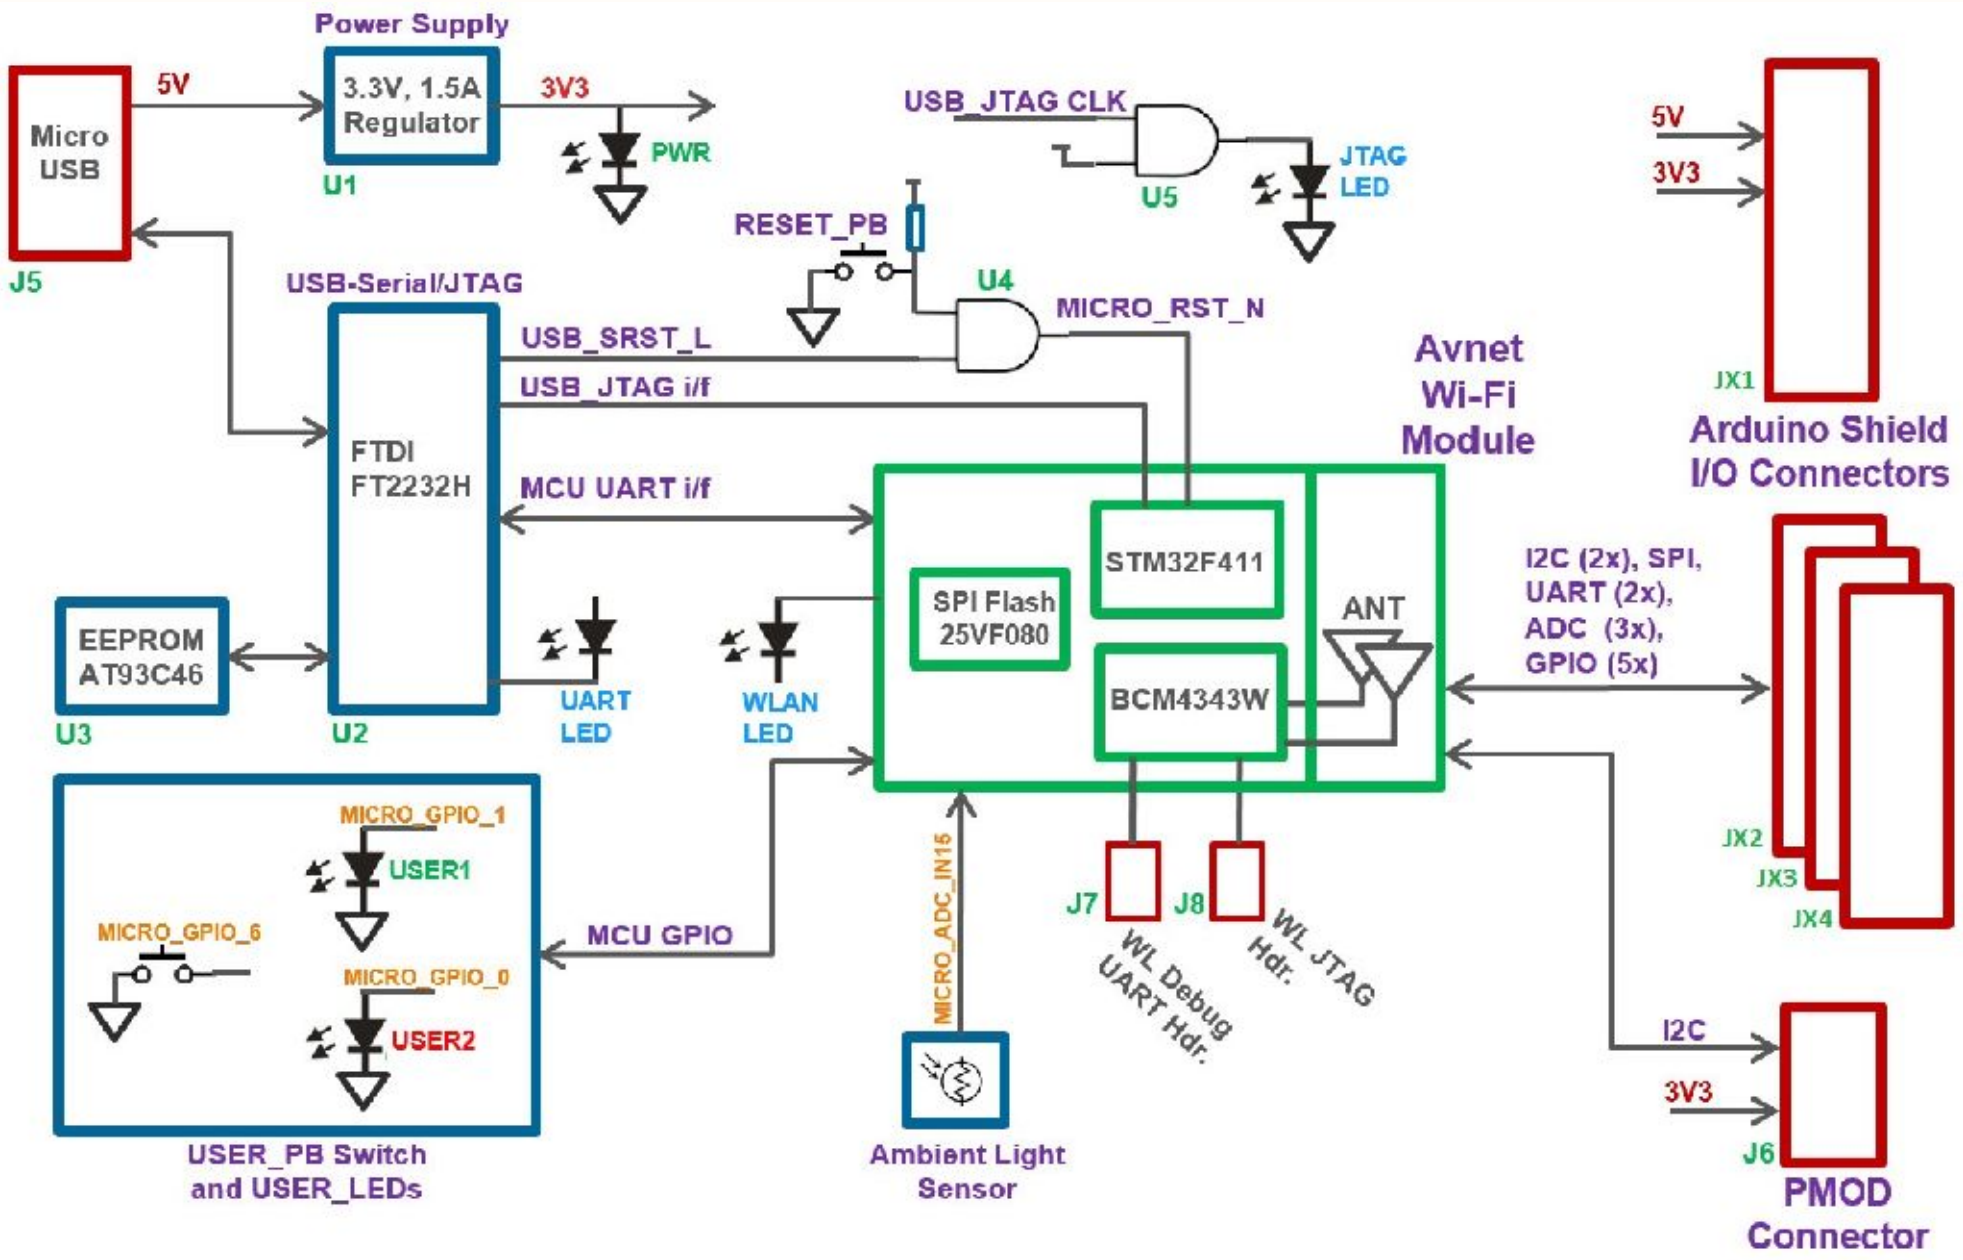 Power Supply
5V
3.3V, 1.5A
Regulator
3V3
Micro
USB
PWR
U1
J5
USB_JTAG CLK
U5
JTAG
LED
5V
3V3
JX1
Arduino Shield
I/O Connectors
RESET_PB
U4
MICRO_RST_N
USB-Serial/JTAG
USB_SRST_L
USB_JTAG i/f
FTDI
FT2232H
MCU UART i/f
Avnet
Wi-Fi
Module
STM32F411
SPI Flash
25VF080
BCM4343W
ANT
EEPROM
AT93C46
U3
U2
UART
LED
WLAN
LED
I2C (2x), SPI,
UART (2x),
ADC (3x),
GPIO (5x)
JX2
JX3
JX4
MICRO_GPIO_1
USER1
MICRO_GPIO_6
MICRO_GPIO_0
USER2
USER_PB Switch
and USER_LEDs
MCU GPIO
MICRO_ADC_IN15
Ambient Light
Sensor
J7
WL Debug
UART Hdr.
J8
WL JTAG
Hdr.
I2C
3V3
J6
PMOD
Connector